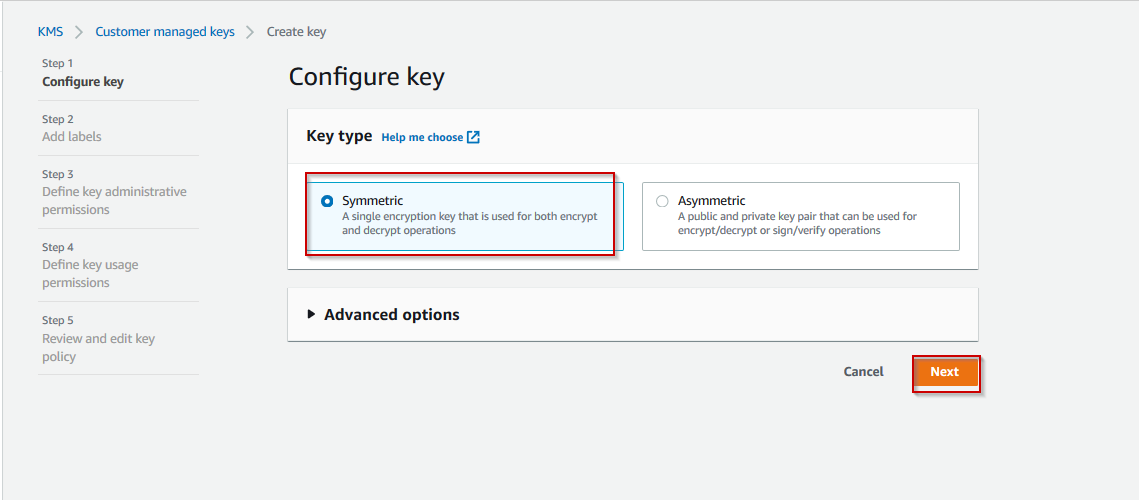 KMS > Customer managed keys > Create key
Step 1
Configure key
Step 2
Add labels
Step 3
Define key administrative
permissions
Step 4
Define key usage
permissions
Step 5
Review and edit key
policy
Configure key
Key type Help me choose
Symmetric
A single encryption key that is used for both encrypt
and decrypt operations
Asymmetric
A public and private key pair that can be used for
encrypt/decrypt or sign/verify operations
Advanced options
Cancel Next